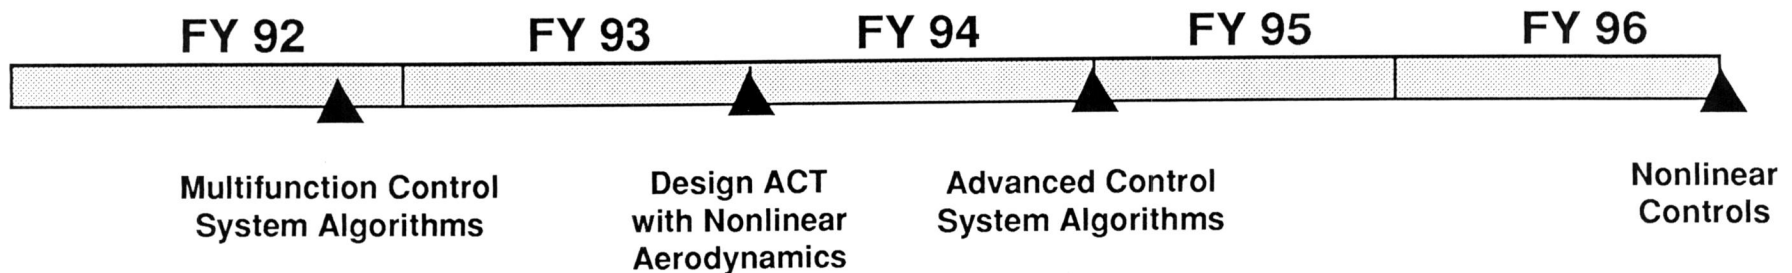 FY 92 FY 93 FY 94 FY 95 FY 96
Multifunction Control
System Algorithms
Design ACT
with Nonlinear
Aerodynamics
Advanced Control
System Algorithms
Nonlinear
Controls